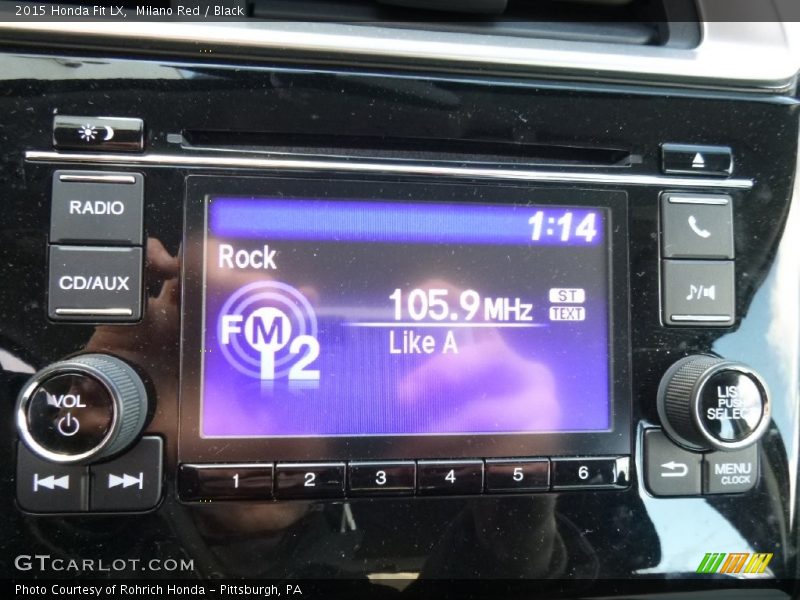 2015 Honda Fit LX,  Milano Red / Black
RADIO
CD/AUX
VOL
1:14
Rock
FM 2
105.9 MHz
ST
TEXT
Like A
LIST
PUSH
SELECT
1 2 3 4 5 6
MENU
CLOCK
GTCARLOT.COM
Photo Courtesy of Rohrich Honda - Pittsburgh, PA